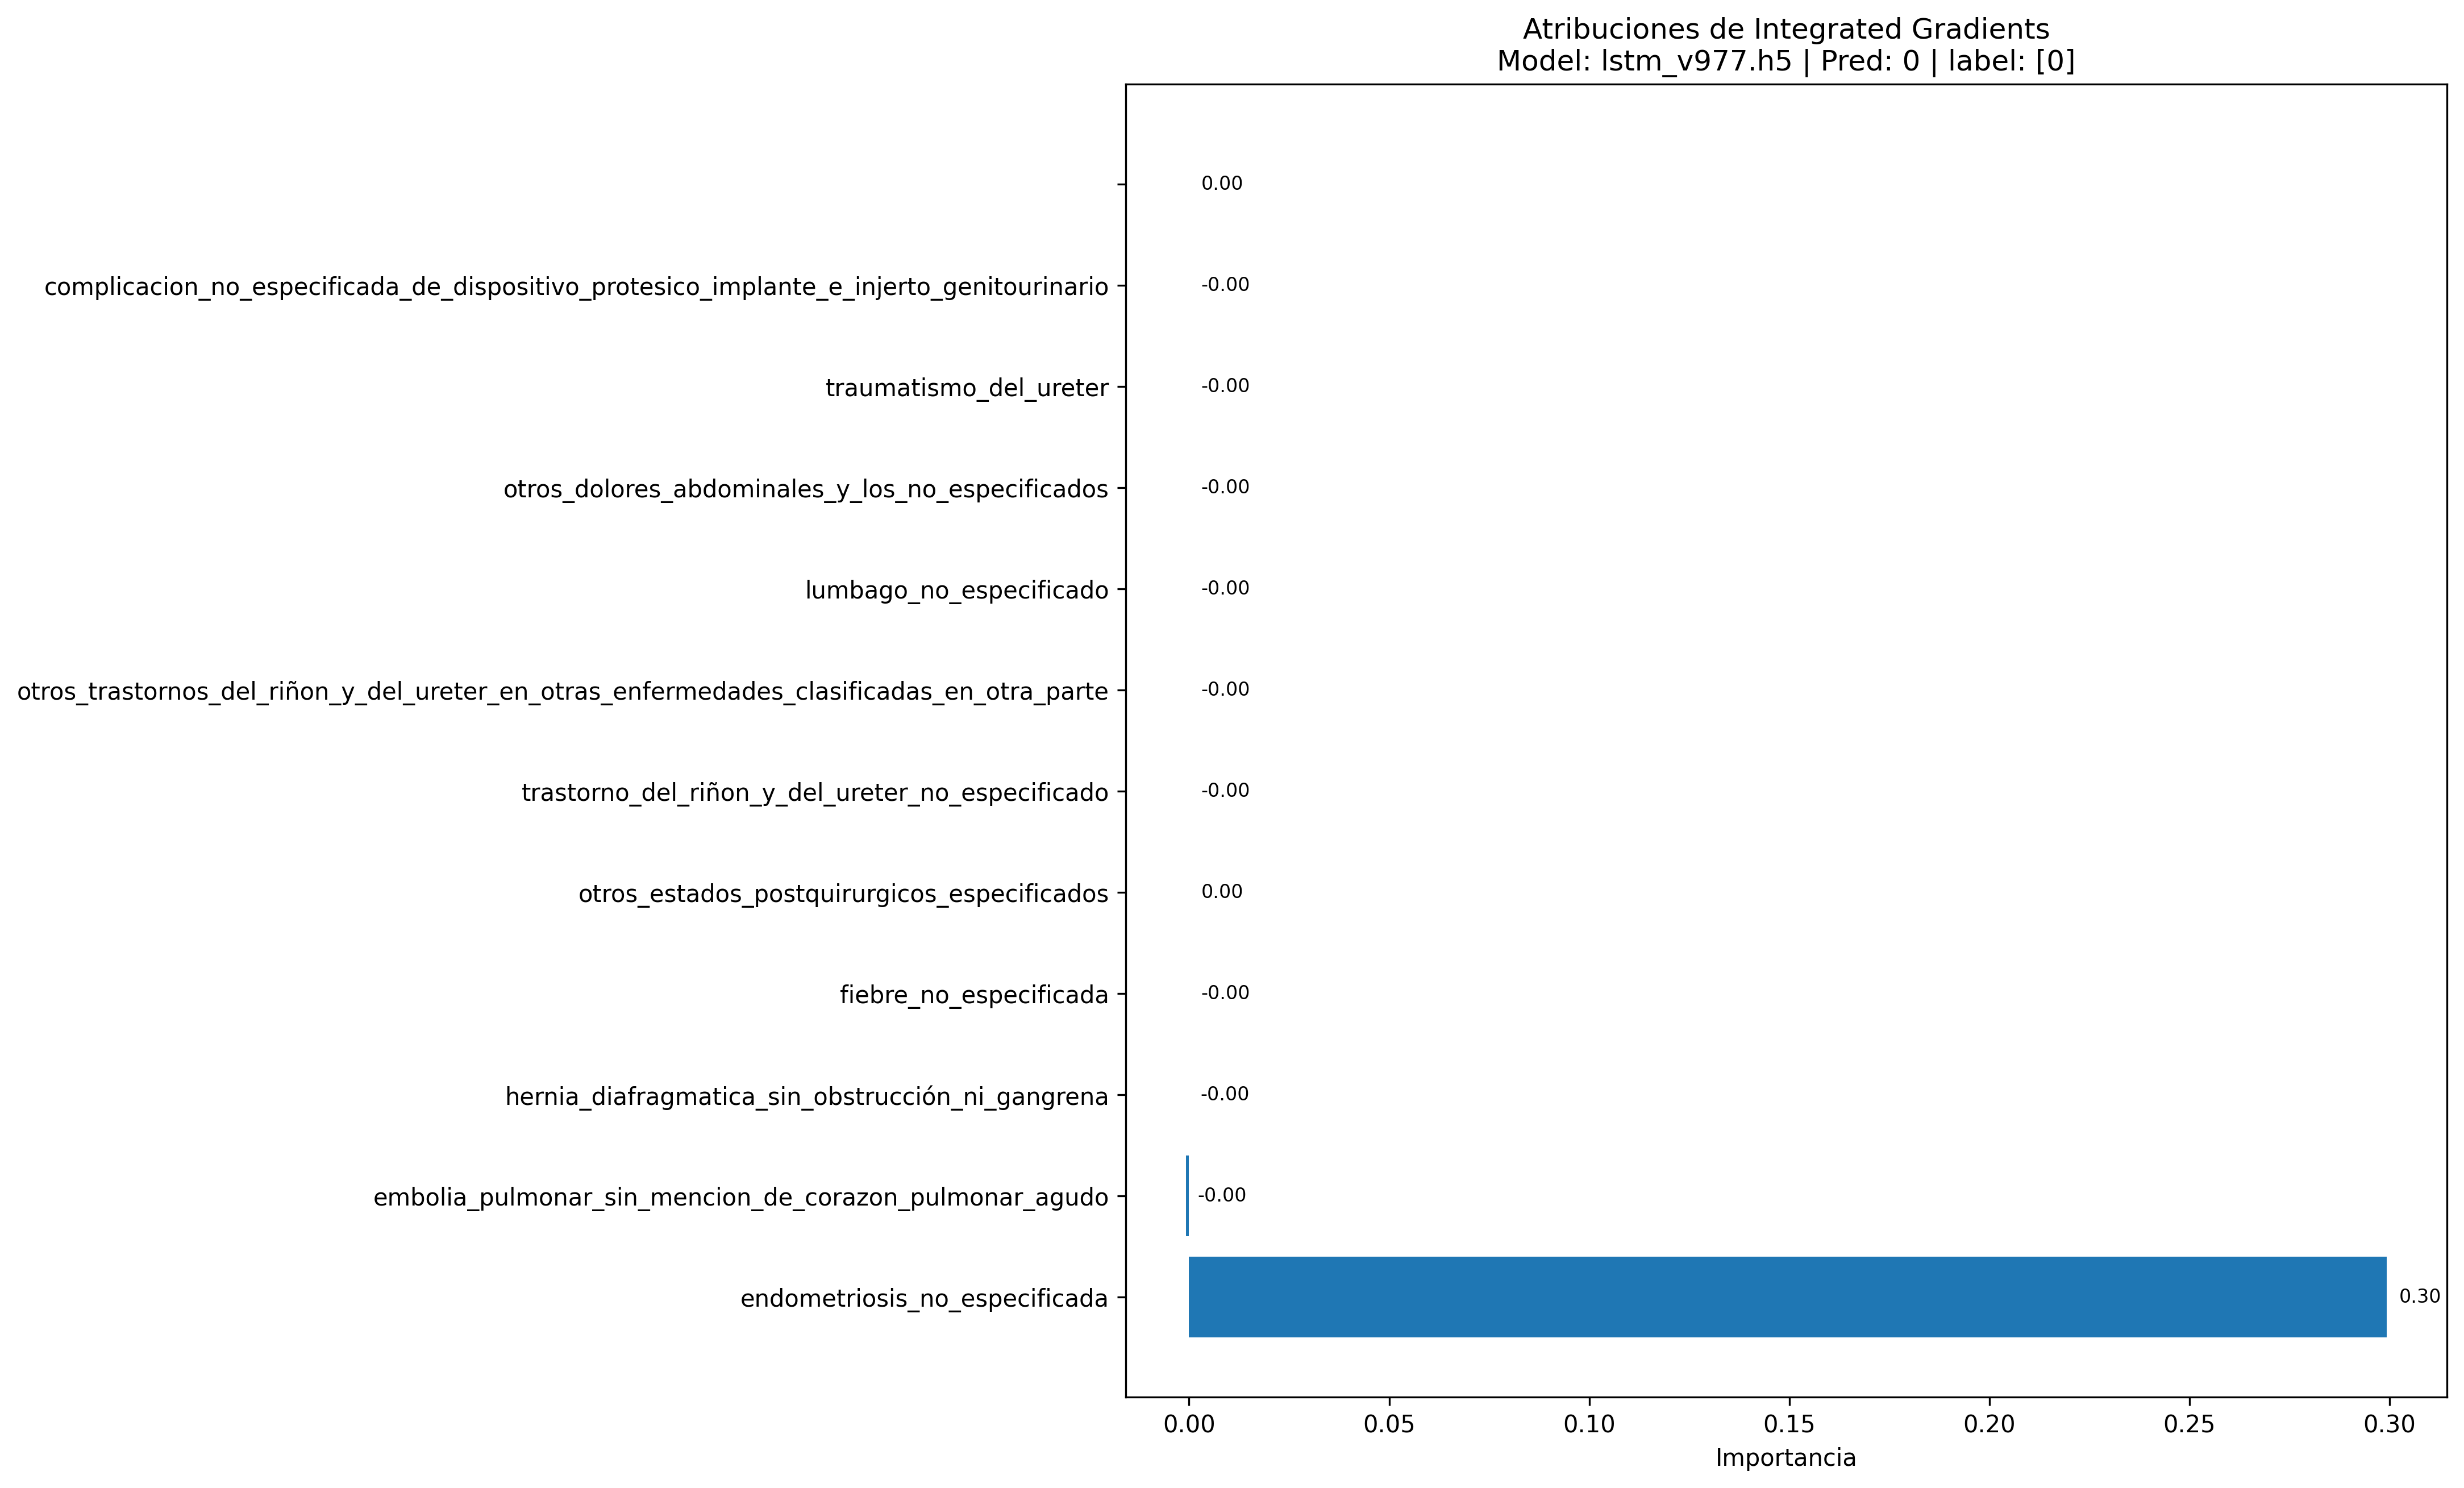 Atribuciones de Integrated Gradients
Model: lstm_v977.h5 | Pred: 0 | label: [0]
0.00
complicacion_no_especificada_de_dispositivo_protesico_implante_e_injerto_genitourinario -0.00
traumatismo_del_ureter -0.00
otros_dolores_abdominales_y_los_no_especificados -0.00
lumbago_no_especificado -0.00
otros_trastornos_del_riñon_y_del_ureter_en_otras_enfermedades_clasificadas_en_otra_parte -0.00
trastorno_del_riñon_y_del_ureter_no_especificado -0.00
otros_estados_postquirurgicos_especificados 0.00
fiebre_no_especificada -0.00
hernia_diafragmatica_sin_obstrucción_ni_gangrena -0.00
embolia_pulmonar_sin_mencion_de_corazon_pulmonar_agudo -0.00
endometriosis_no_especificada 0.30
0.00 0.05 0.10 0.15 0.20 0.25 0.30
Importancia